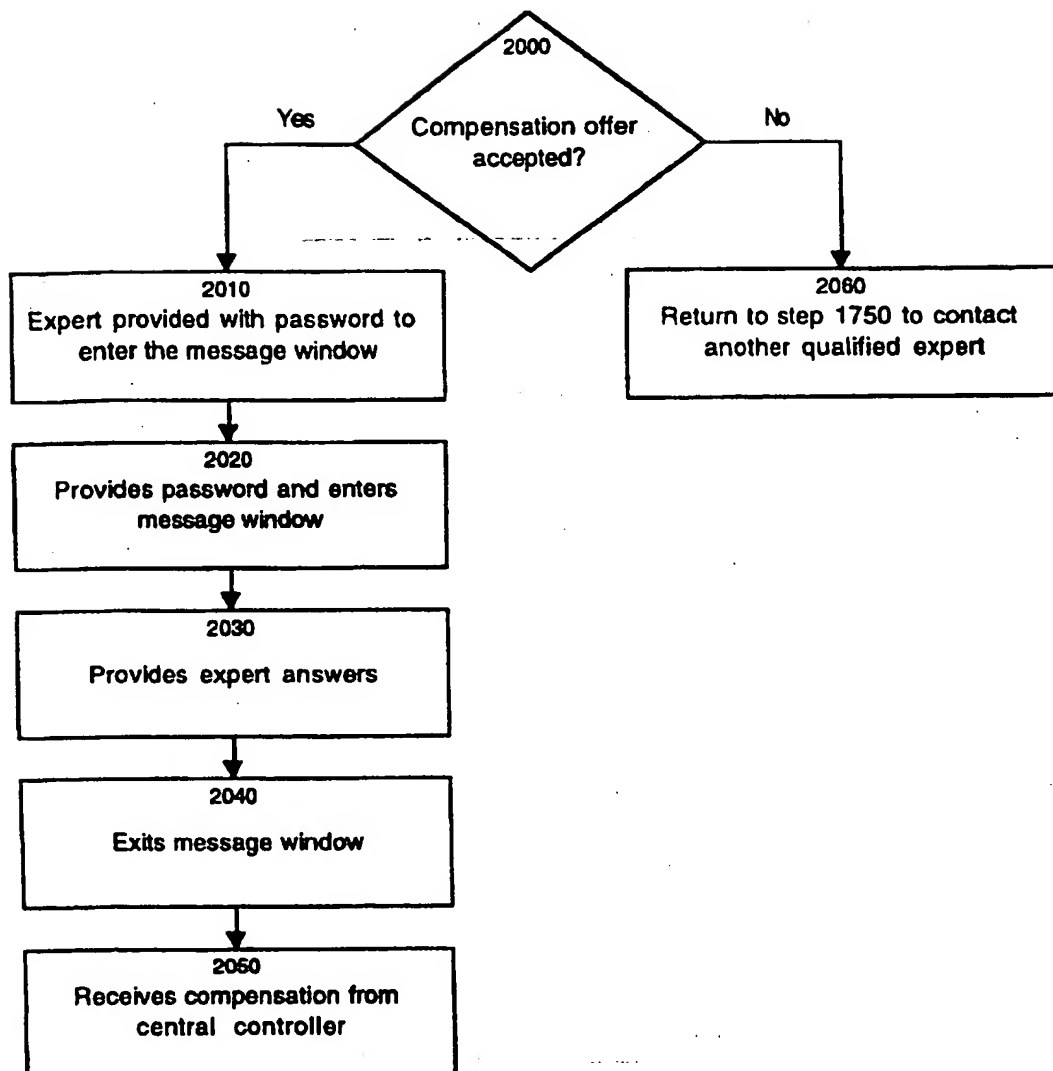 2000
Compensation offer
accepted?
Yes
No
2010
Expert provided with password to
enter the message window
2060
Return to step 1750 to contact
another qualified expert
2020
Provides password and enters
message window
2030
Provides expert answers
2040
Exits message window
2050
Receives compensation from
central controller